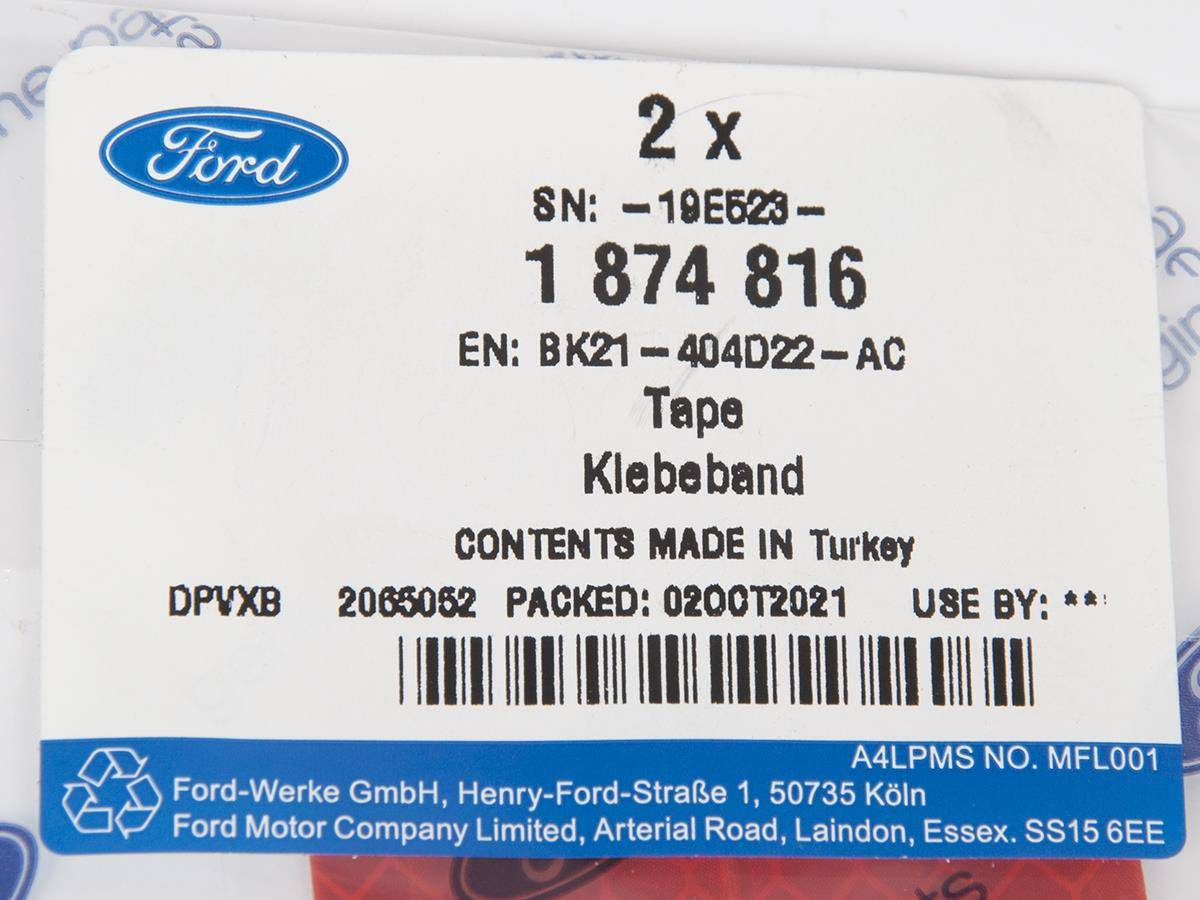 Ford
2 x
SN: -19E523-
1 874 816
EN: BK21-404D22-AC
Tape
Klebeband
CONTENTS MADE IN Turkey
DPVXB 2065052 PACKED: 02OCT2021 USE BY: **
A4LPMS NO. MFL001
Ford-Werke GmbH, Henry-Ford-Straße 1, 50735 Köln
Ford Motor Company Limited, Arterial Road, Laindon, Essex. SS15 6EE